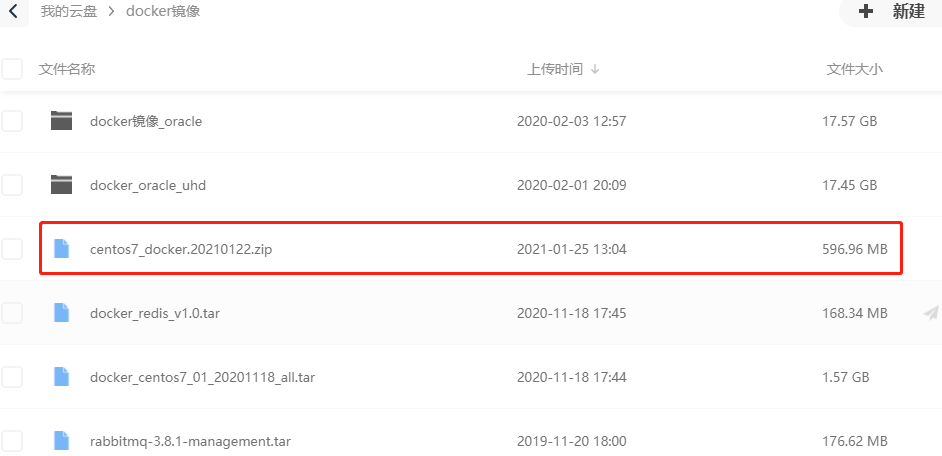 我的云盘 > docker镜像 + 新建
文件名称 上传时间 ↓ 文件大小
docker镜像_oracle 2020-02-03 12:57 17.57 GB
docker_oracle_uhd 2020-02-01 20:09 17.45 GB
centos7_docker.20210122.zip 2021-01-25 13:04 596.96 MB
docker_redis_v1.0.tar 2020-11-18 17:45 168.34 MB
docker_centos7_01_20201118_all.tar 2020-11-18 17:44 1.57 GB
rabbitmq-3.8.1-management.tar 2019-11-20 18:00 176.62 MB